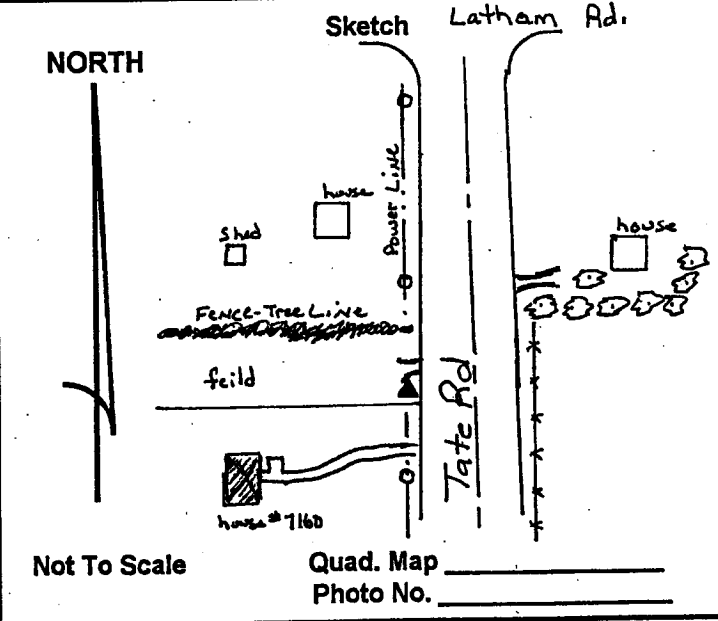 Sketch
Latham Rd.
NORTH
Power Line
house
Shed
house
FENCE-TREE LINE
feild
Tate Rd
house # 7160
Not To Scale
Quad. Map
Photo No.